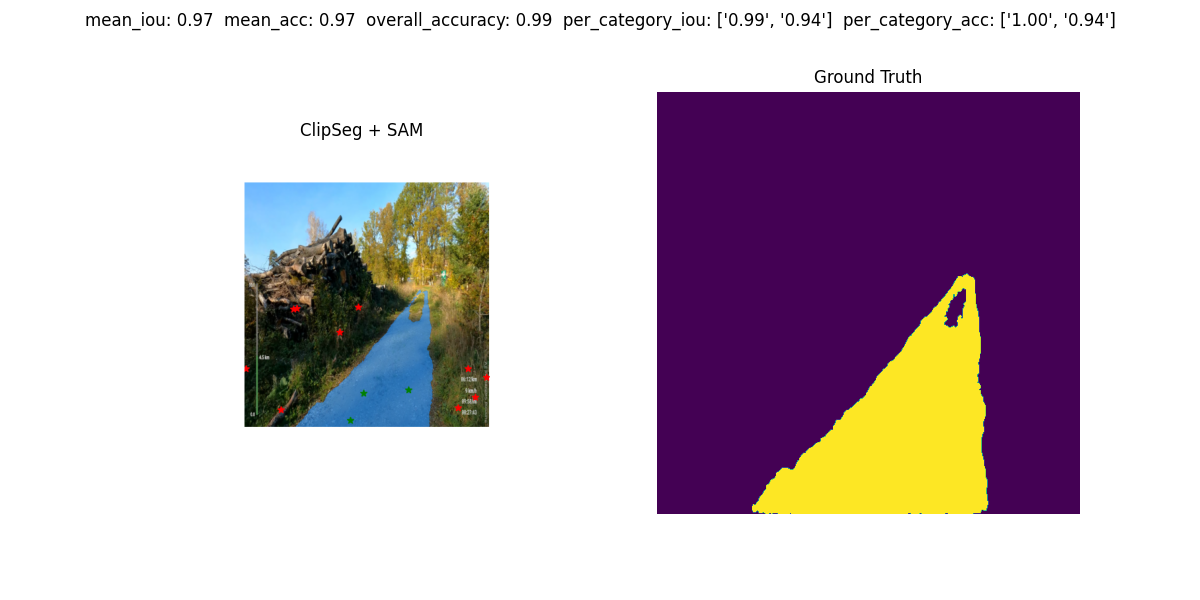 mean_iou: 0.97  mean_acc: 0.97  overall_accuracy: 0.99  per_category_iou: ['0.99', '0.94']  per_category_acc: ['1.00', '0.94']
Ground Truth
ClipSeg + SAM